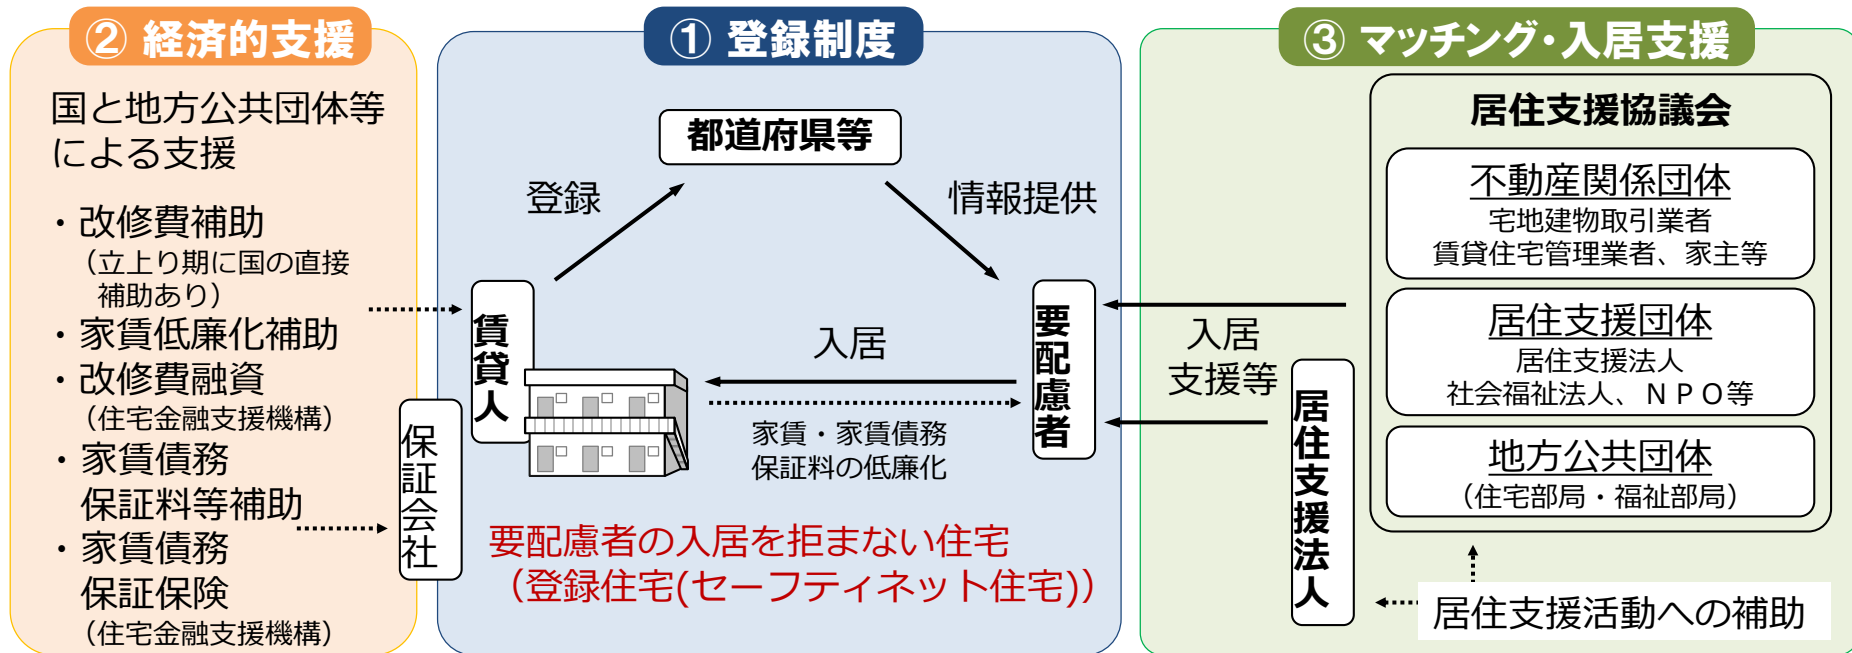 ② 経済的支援
国と地方公共団体等
による支援
・改修費補助
（立上り期に国の直接
補助あり）
・家賃低廉化補助
・改修費融資
（住宅金融支援機構）
・家賃債務
保証料等補助
・家賃債務
保証保険
（住宅金融支援機構）
保証会社
① 登録制度
都道府県等
登録
情報提供
賃貸人
入居
要配慮者
家賃・家賃債務
保証料の低廉化
要配慮者の入居を拒まない住宅
（登録住宅(セーフティネット住宅)）
③ マッチング・入居支援
入居
支援等
居住支援法人
居住支援協議会
不動産関係団体
宅地建物取引業者
賃貸住宅管理業者、家主等
居住支援団体
居住支援法人
社会福祉法人、ＮＰＯ等
地方公共団体
（住宅部局・福祉部局）
居住支援活動への補助